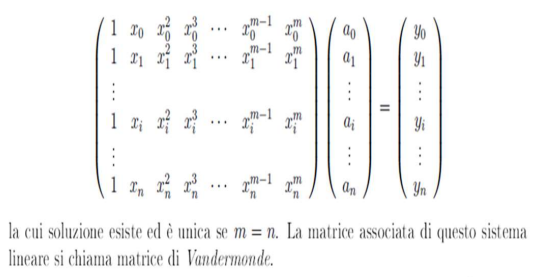 1 x_0 x_0^2 x_0^3 ⋯ x_0^{m-1} x_0^m a_0 y_0
1 x_1 x_1^2 x_1^3 ⋯ x_1^{m-1} x_1^m a_1 y_1
⋮ ⋮ ⋮
1 x_i x_i^2 x_i^3 ⋯ x_i^{m-1} x_i^m a_i = y_i
⋮ ⋮ ⋮
1 x_n x_n^2 x_n^3 ⋯ x_n^{m-1} x_n^m a_n y_n
la cui soluzione esiste ed è unica se m = n. La matrice associata di questo sistema
lineare si chiama matrice di Vandermonde.